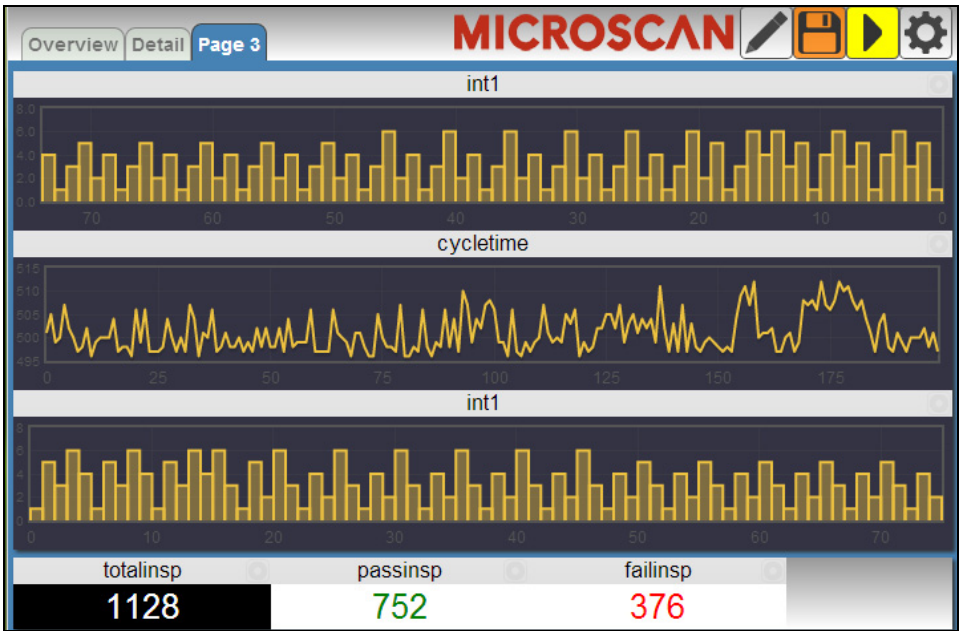 Overview Detail Page 3 MICROSCAN
int1
8.0
6.0
4.0
2.0
0.0
70 60 50 40 30 20 10 0
cycletime
515
510
505
500
495
0 25 50 75 100 125 150 175
int1
8
6
4
2
0
0 10 20 30 40 50 60 70
totalinsp passinsp failinsp
1128 752 376